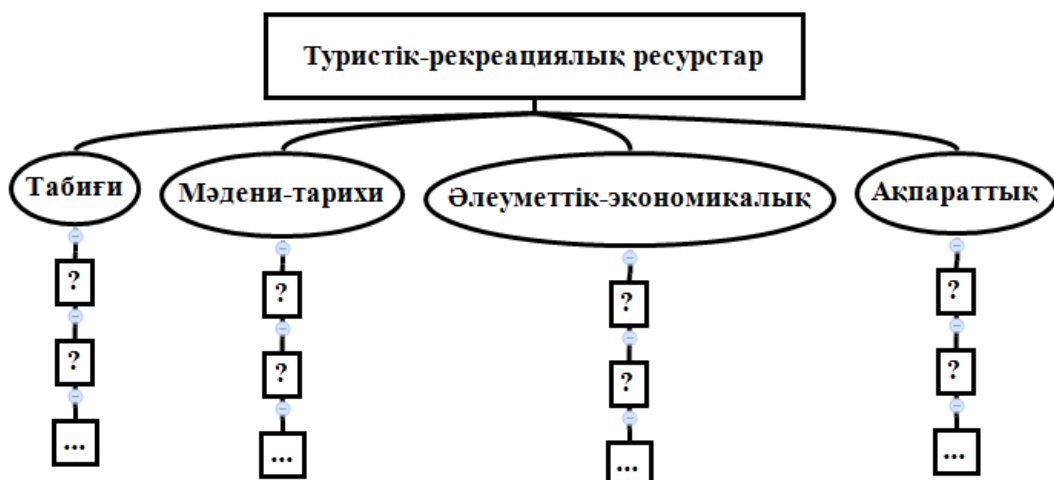 Туристік-рекреациялық ресурстар
Табиғи
Мәдени-тарихи
Әлеуметтік-экономикалық
Ақпараттық
? ? ? ?
? ? ? ?
... ... ... ...